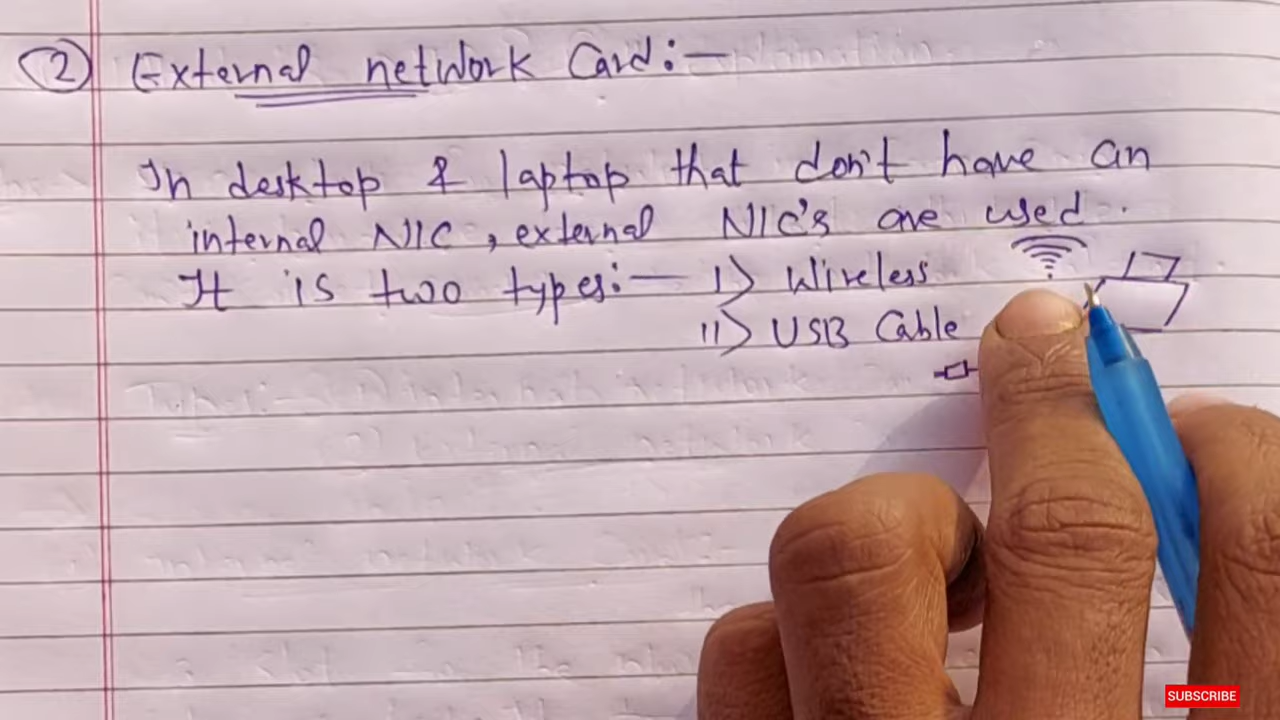 ② External network Card:-
In desktop & laptop that don't have an
internal NIC, external NIC's are used.
It is two types:- i) Wireless
ii) USB Cable
SUBSCRIBE